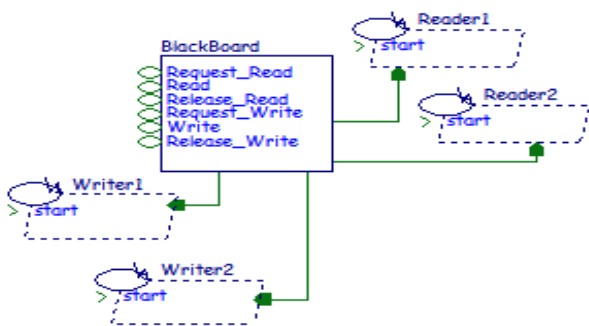 Reader1
start
BlackBoard
Request_Read
Read
Release_Read
Request_Write
Write
Release_Write
Reader2
start
Writer1
start
Writer2
start